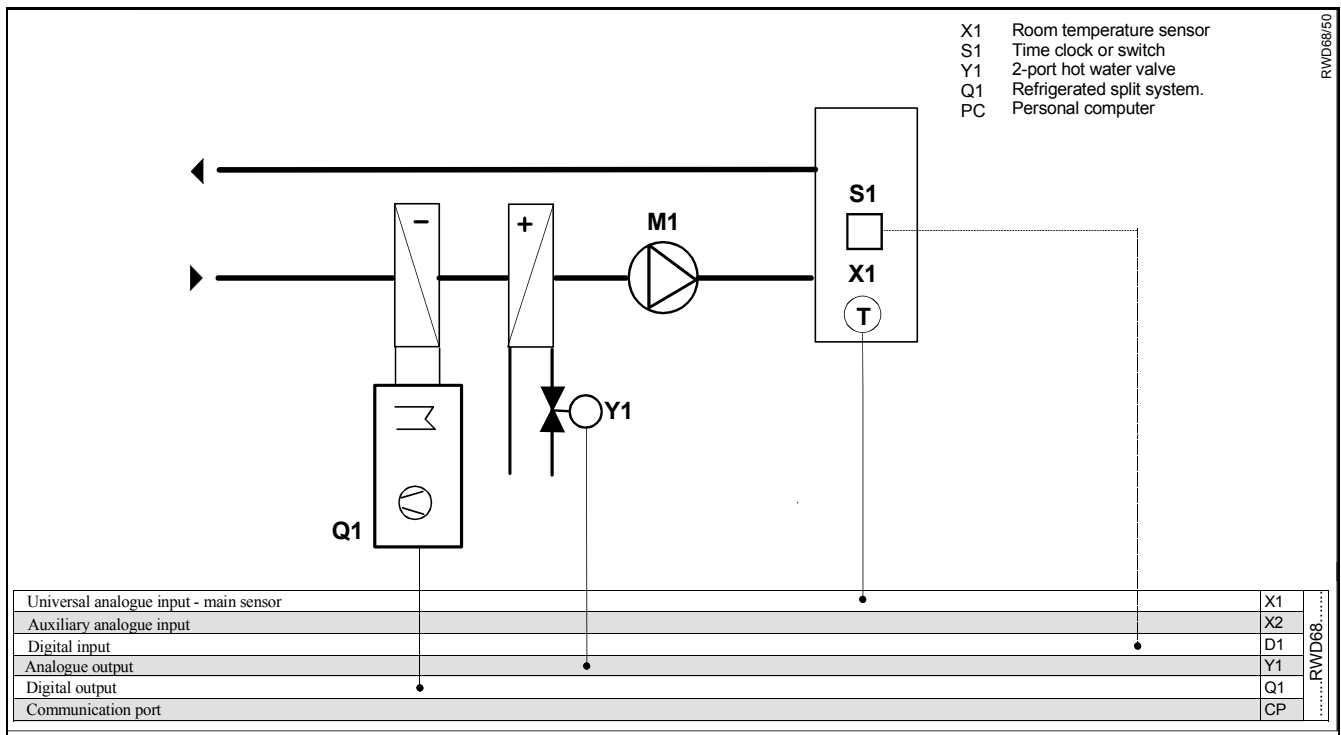 X1 Room temperature sensor
S1 Time clock or switch
Y1 2-port hot water valve
Q1 Refrigerated split system.
PC Personal computer
RWD68/50
S1
M1
X1
T
-
+
Y1
Q1
Universal analogue input - main sensor X1
Auxiliary analogue input X2
Digital input D1
Analogue output Y1
Digital output Q1
Communication port CP
.........RWD68......